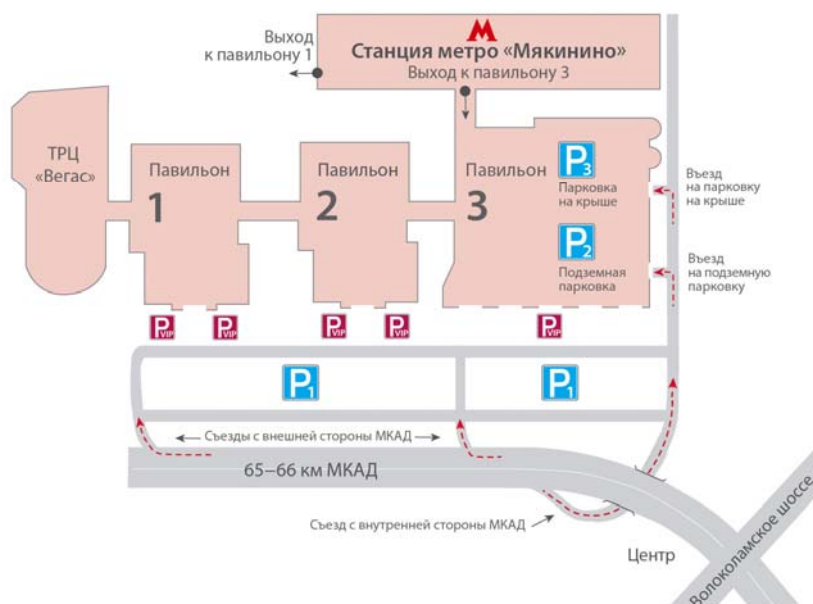 М
Выход
к павильону 1
Станция метро «Мякинино»
Выход к павильону 3
ТРЦ
«Вегас»
Павильон
1
Павильон
2
Павильон
3
P3
Парковка
на крыше
Въезд
на парковку
на крыше
P2
Подземная
парковка
Въезд
на подземную
парковку
P VIP
P VIP
P VIP
P VIP
P VIP
P1
P1
Съезды с внешней стороны МКАД
65–66 км МКАД
Съезд с внутренней стороны МКАД
Центр
Волоколамское шоссе